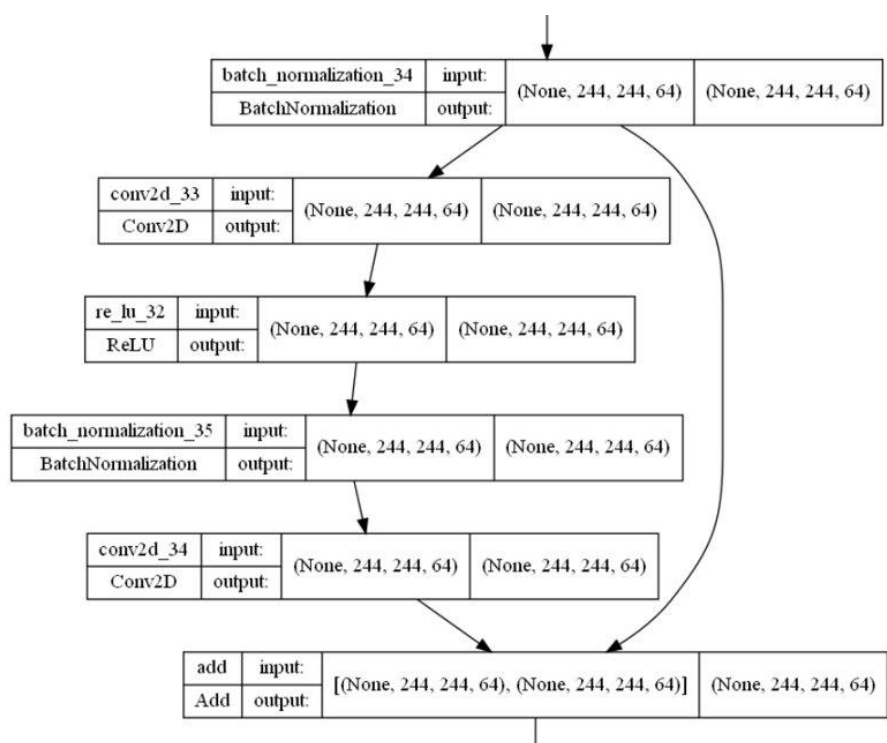 batch_normalization_34 input: (None, 244, 244, 64) (None, 244, 244, 64)
BatchNormalization output:
conv2d_33 input: (None, 244, 244, 64) (None, 244, 244, 64)
Conv2D output:
re_lu_32 input: (None, 244, 244, 64) (None, 244, 244, 64)
ReLU output:
batch_normalization_35 input: (None, 244, 244, 64) (None, 244, 244, 64)
BatchNormalization output:
conv2d_34 input: (None, 244, 244, 64) (None, 244, 244, 64)
Conv2D output:
add input: [(None, 244, 244, 64), (None, 244, 244, 64)] (None, 244, 244, 64)
Add output: